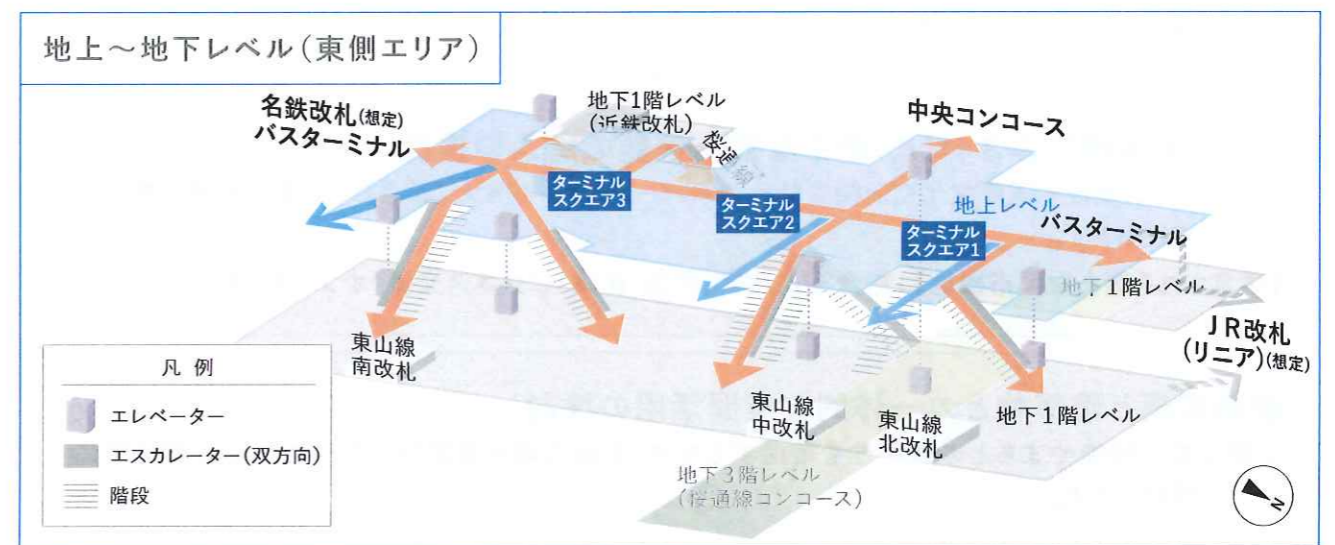 地上～地下レベル(東側エリア)
名鉄改札(想定)
バスターミナル
地下1階レベル
(近鉄改札)
桜通線
中央コンコース
ターミナル
スクエア3
ターミナル
スクエア2
地上レベル
ターミナル
スクエア1
バスターミナル
地下1階レベル
JR改札
(リニア)(想定)
東山線
南改札
東山線
中改札
東山線
北改札
地下1階レベル
地下3階レベル
(桜通線コンコース)
凡例
エレベーター
エスカレーター(双方向)
階段
N